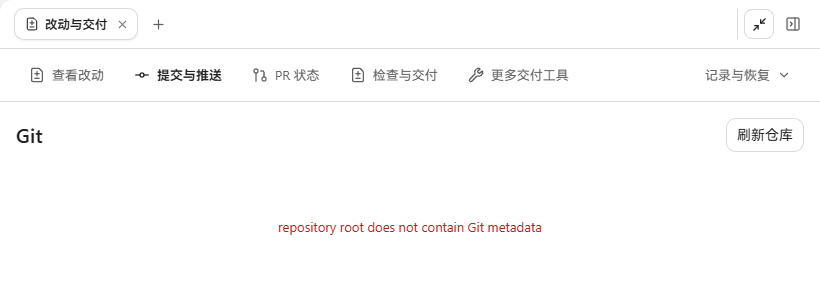 改动与交付
查看改动 提交与推送 PR 状态 检查与交付 更多交付工具 记录与恢复
Git 刷新仓库
repository root does not contain Git metadata